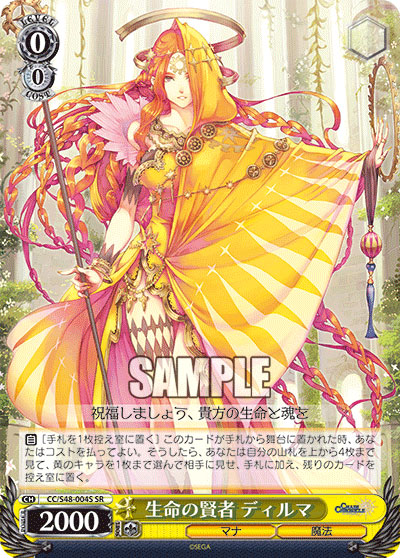 LEVEL
0
0
COST
SAMPLE
祝福しましょう、貴方の生命と魂を
自 [手札を1枚控え室に置く] このカードが手札から舞台に置かれた時、あ
なたはコストを払ってよい。そうしたら、あなたは自分の山札を上から4枚まで
見て、黄のキャラを1枚まで選んで相手に見せ、手札に加え、残りのカードを
控え室に置く。
CH CC/S48-004S SR
2000
生命の賢者 ディルマ
CHAIN CHRONICLE
マナ 魔法
©SEGA